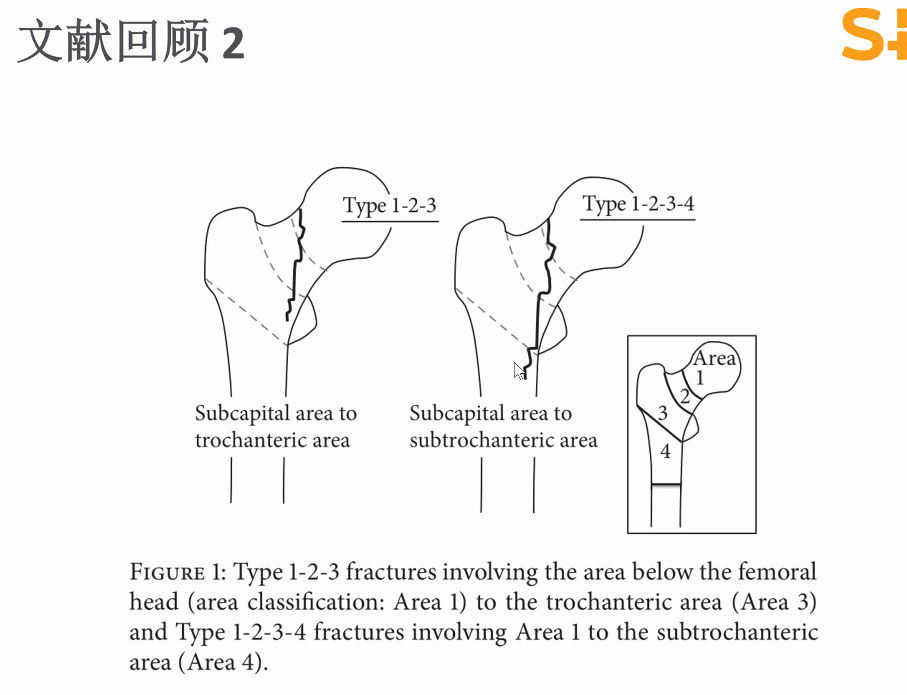 文献回顾 2
Type 1-2-3
Type 1-2-3-4
Subcapital area to
trochanteric area
Subcapital area to
subtrochanteric area
Area
1
2
3
4
FIGURE 1: Type 1-2-3 fractures involving the area below the femoral
head (area classification: Area 1) to the trochanteric area (Area 3)
and Type 1-2-3-4 fractures involving Area 1 to the subtrochanteric
area (Area 4).